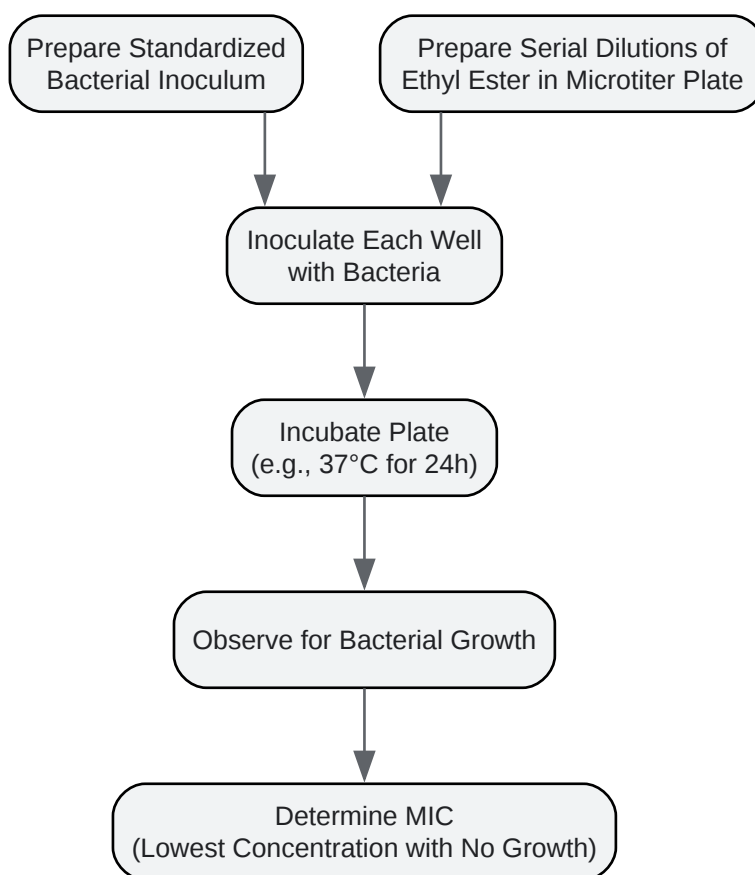 Prepare Standardized
Bacterial Inoculum
Prepare Serial Dilutions of
Ethyl Ester in Microtiter Plate
Inoculate Each Well
with Bacteria
Incubate Plate
(e.g., 37°C for 24h)
Observe for Bacterial Growth
Determine MIC
(Lowest Concentration with No Growth)